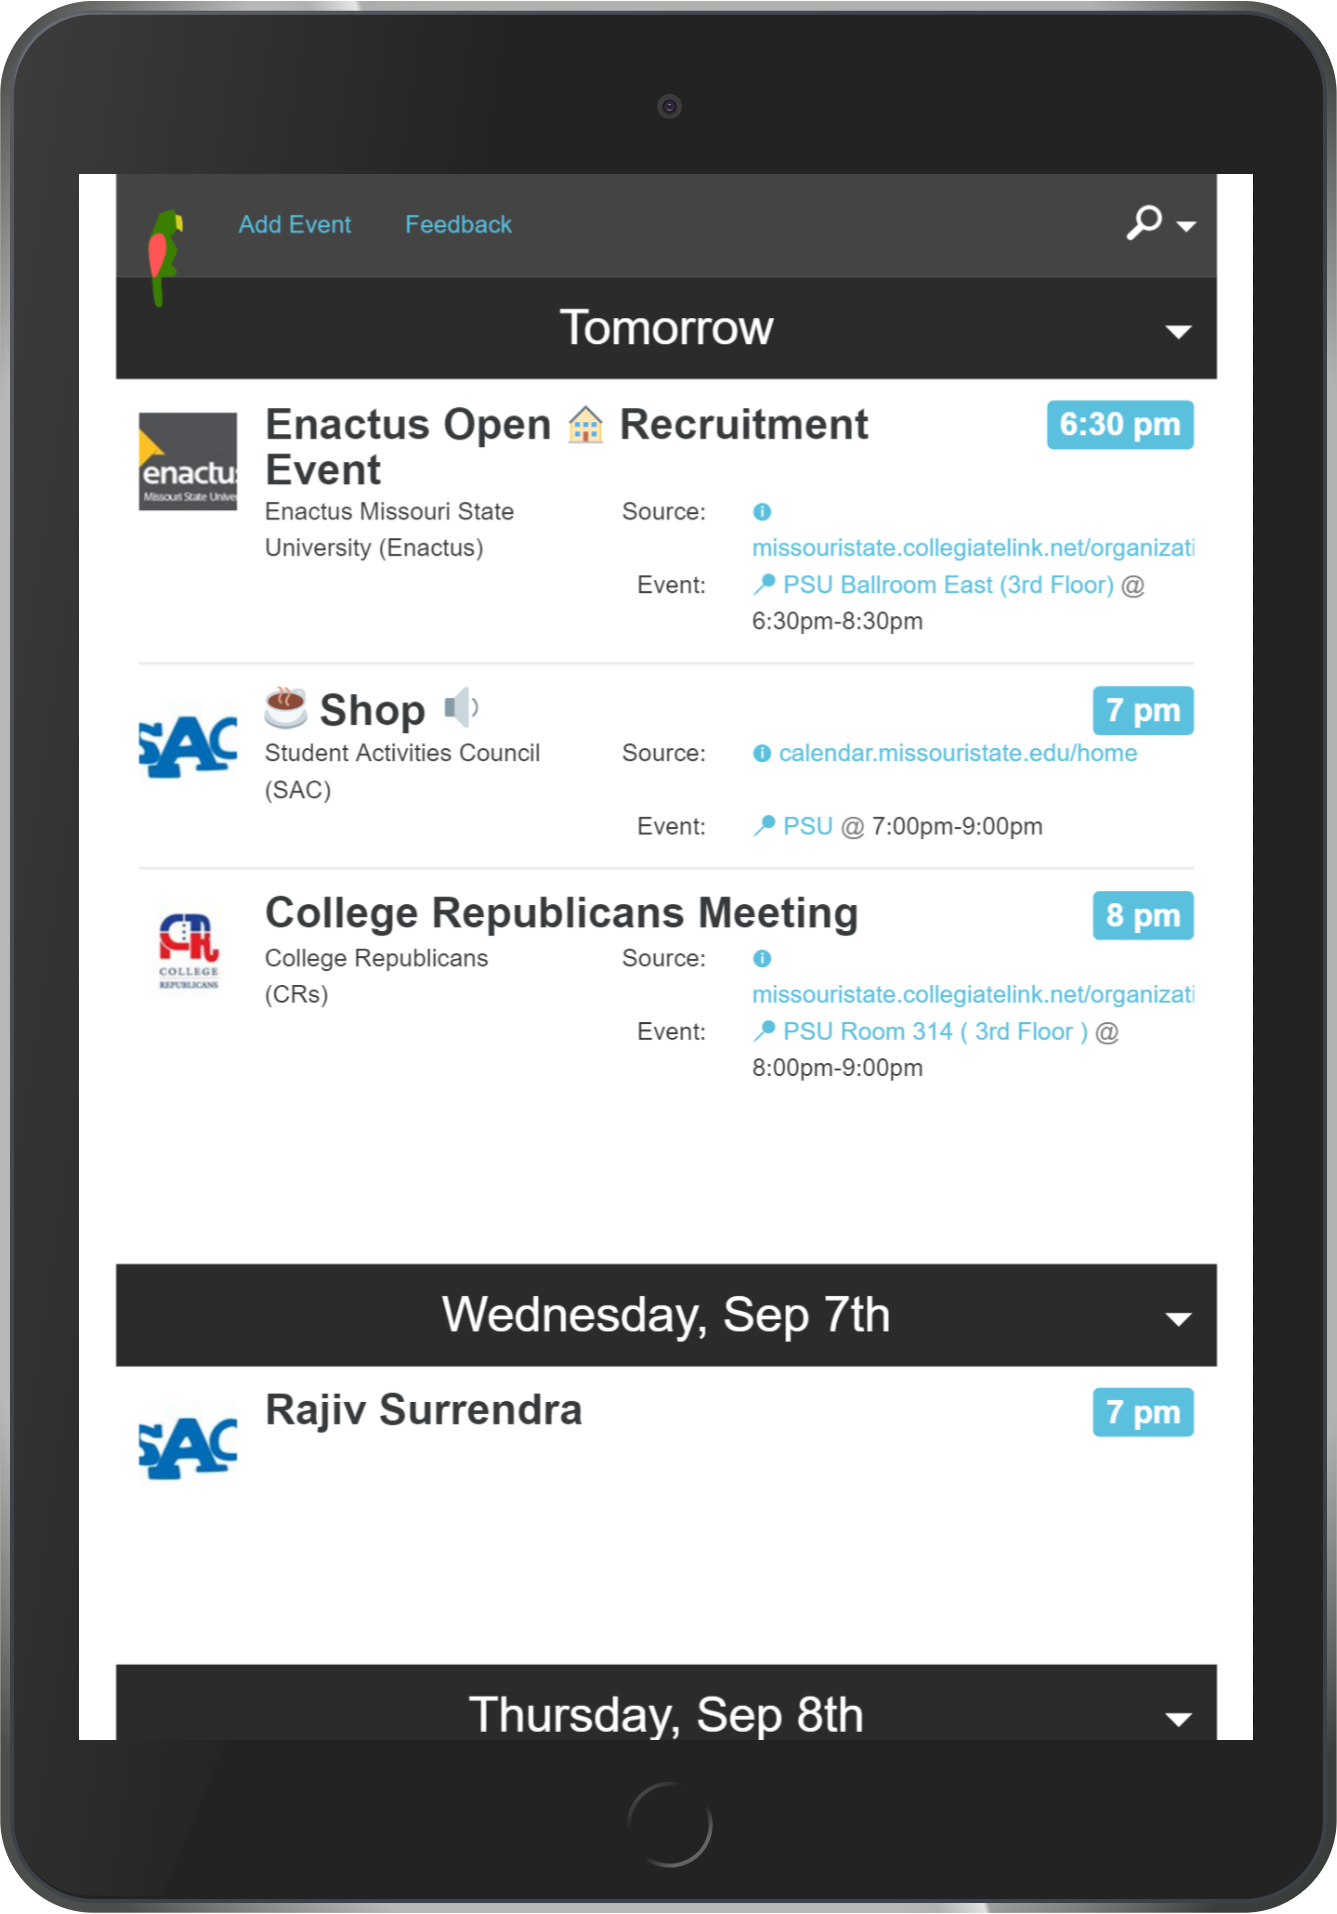 Add Event Feedback
Tomorrow
enactu
Missouri State Unive
Enactus Open 🏠 Recruitment
Event
6:30 pm
Enactus Missouri State
University (Enactus)
Source:
missouristate.collegiatelink.net/organizati
Event: PSU Ballroom East (3rd Floor) @
6:30pm-8:30pm
SAC
☕ Shop 🔉
7 pm
Student Activities Council
(SAC)
Source: calendar.missouristate.edu/home
Event: PSU @ 7:00pm-9:00pm
COLLEGE
REPUBLICANS
College Republicans Meeting
8 pm
College Republicans
(CRs)
Source:
missouristate.collegiatelink.net/organizati
Event: PSU Room 314 ( 3rd Floor ) @
8:00pm-9:00pm
Wednesday, Sep 7th
SAC
Rajiv Surrendra
7 pm
Thursday, Sep 8th